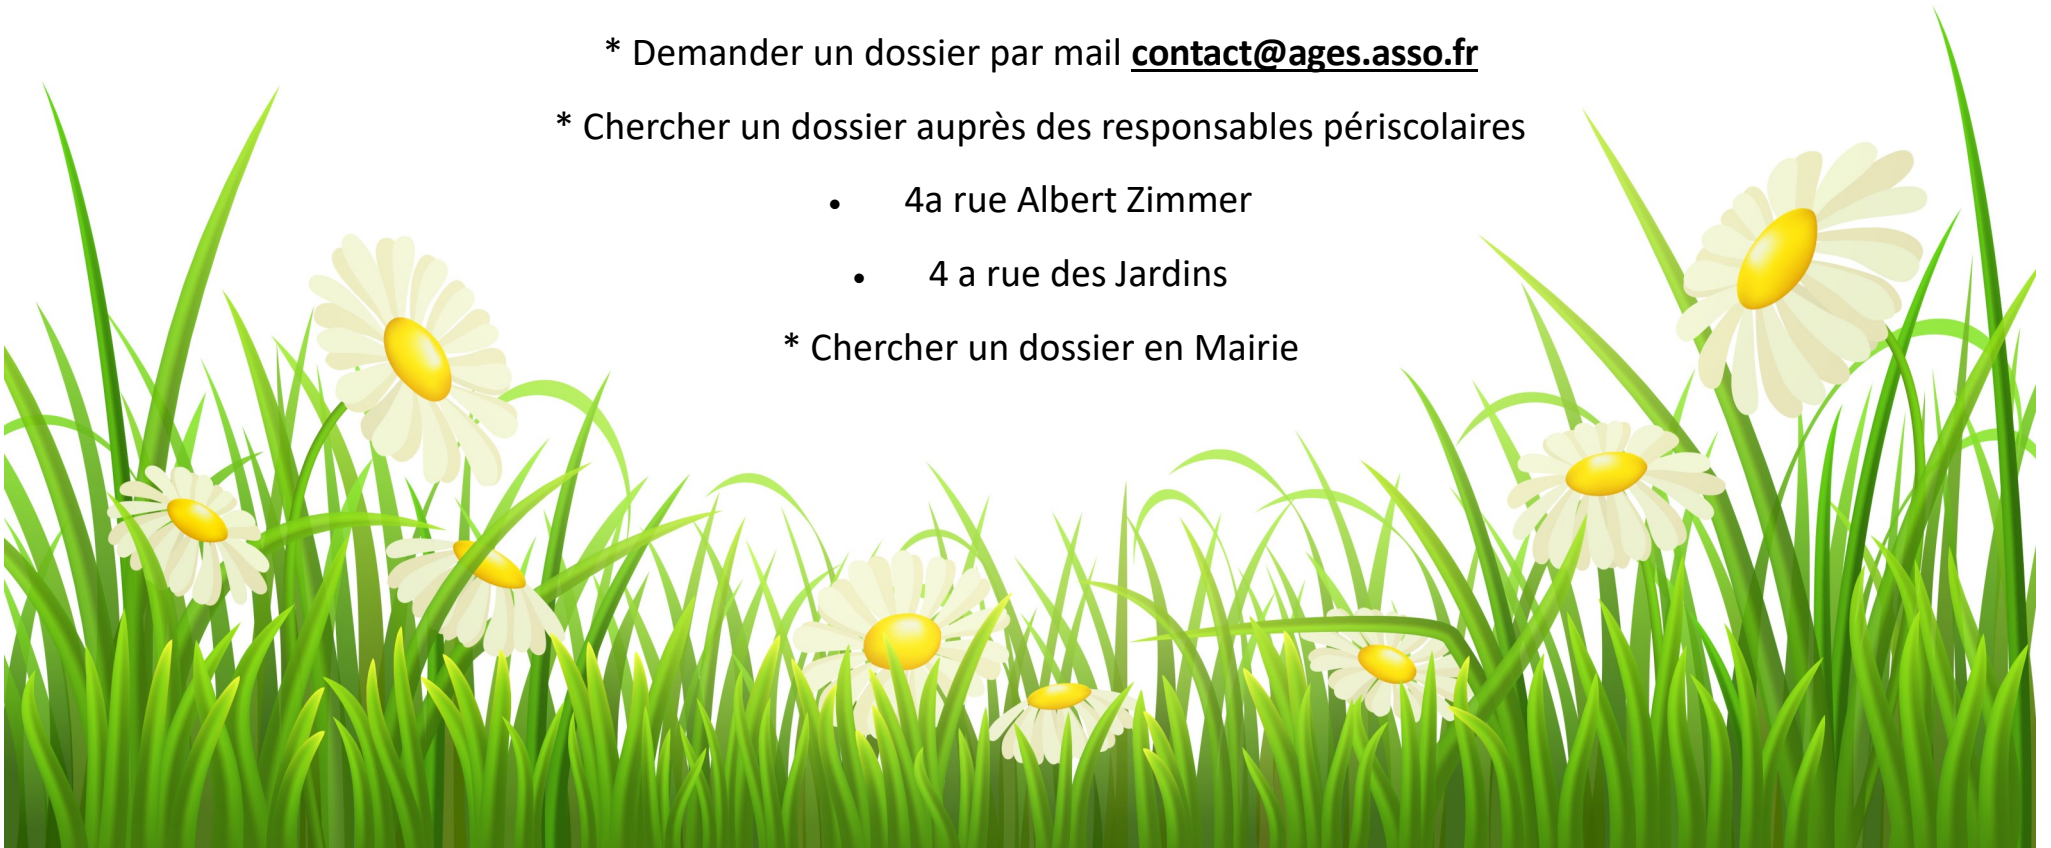 * Demander un dossier par mail contact@ages.asso.fr
* Chercher un dossier auprès des responsables périscolaires
• 4a rue Albert Zimmer
• 4 a rue des Jardins
* Chercher un dossier en Mairie